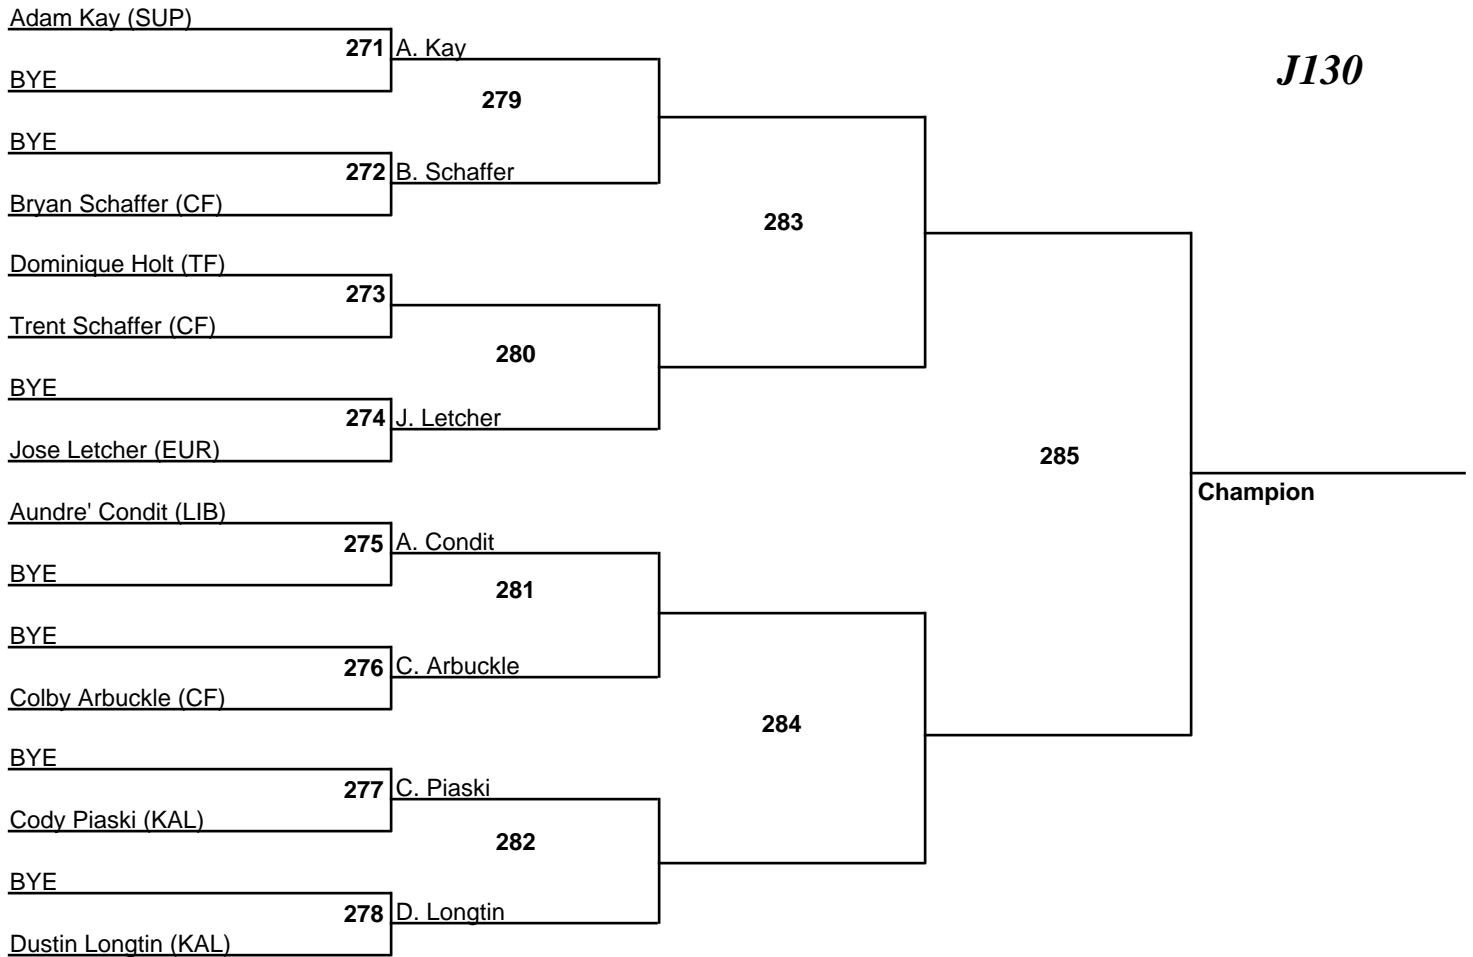 Adam Kay (SUP)
271 A. Kay
J130
BYE
279
BYE
272 B. Schaffer
Bryan Schaffer (CF)
283
Dominique Holt (TF)
273
Trent Schaffer (CF)
280
BYE
274 J. Letcher
Jose Letcher (EUR)
285
Champion
Aundre' Condit (LIB)
275 A. Condit
BYE
281
BYE
276 C. Arbuckle
Colby Arbuckle (CF)
284
BYE
277 C. Piaski
Cody Piaski (KAL)
282
BYE
278 D. Longtin
Dustin Longtin (KAL)